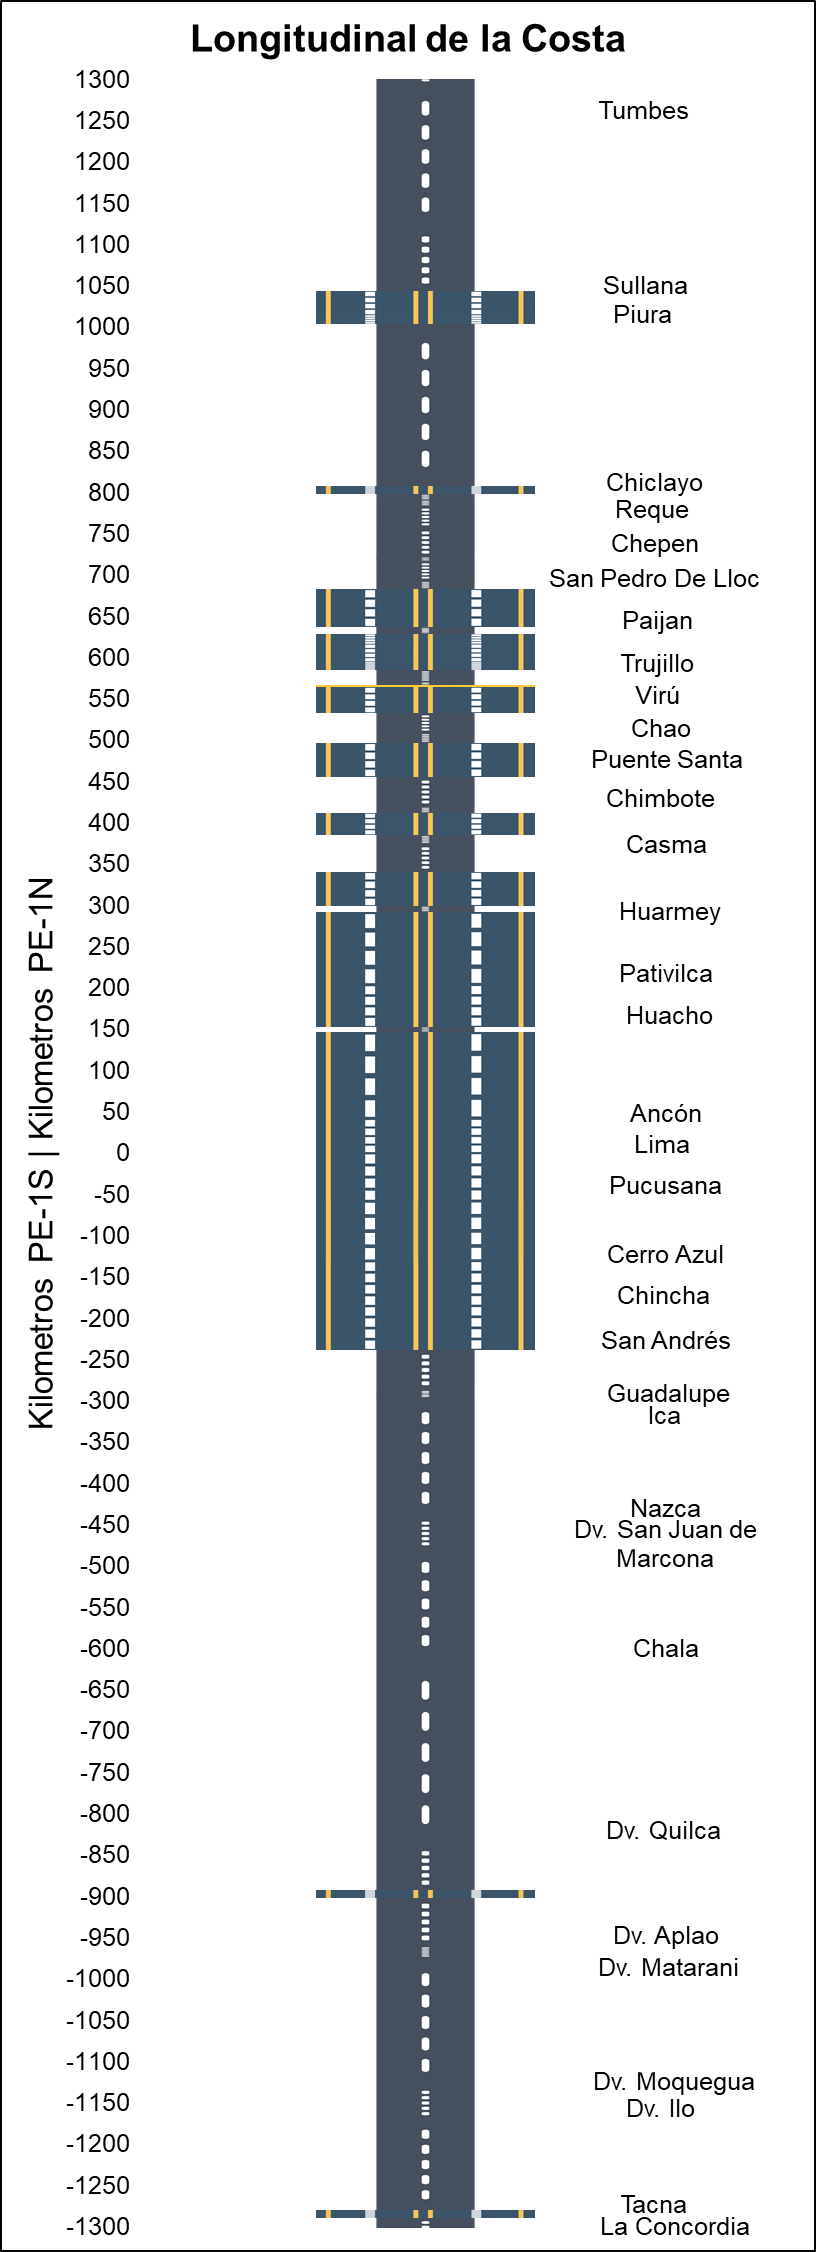 Longitudinal de la Costa
1300
Tumbes
1250
1200
1150
1100
1050
Sullana
Piura
1000
950
900
850
800
Chiclayo
Reque
750
Chepen
700
San Pedro De Lloc
650
Paijan
600
Trujillo
550
Virú
Chao
500
Puente Santa
450
Chimbote
400
Casma
350
300
Huarmey
250
Pativilca
200
Huacho
150
100
50
Ancón
0
Lima
-50
Pucusana
-100
Cerro Azul
-150
Chincha
-200
San Andrés
-250
-300
Guadalupe
Ica
-350
-400
Nazca
-450
Dv. San Juan de
Marcona
-500
-550
-600
Chala
-650
-700
-750
-800
Dv. Quilca
-850
-900
-950
Dv. Aplao
Dv. Matarani
-1000
-1050
-1100
Dv. Moquegua
Dv. Ilo
-1150
-1200
-1250
Tacna
-1300
La Concordia
Kilometros PE-1S | Kilometros PE-1N